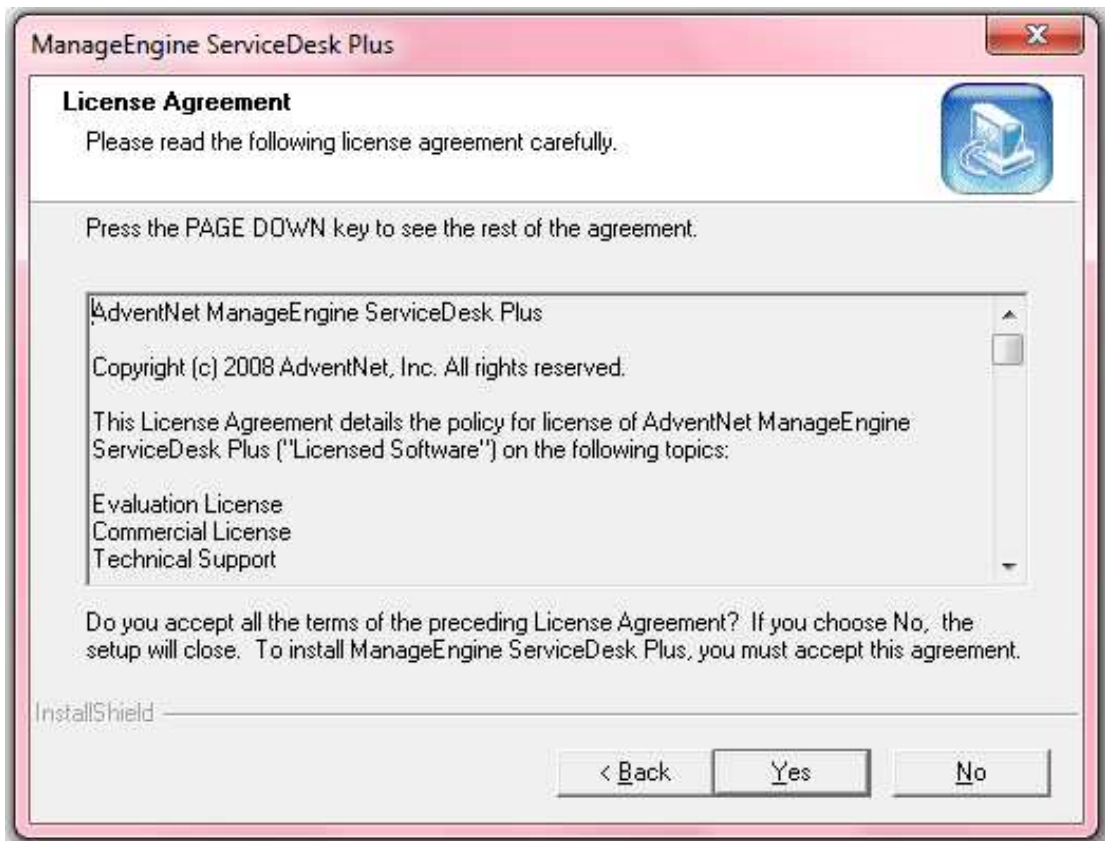 ManageEngine ServiceDesk Plus
License Agreement
Please read the following license agreement carefully.
Press the PAGE DOWN key to see the rest of the agreement.
AdventNet ManageEngine ServiceDesk Plus
Copyright (c) 2008 AdventNet, Inc. All rights reserved.
This License Agreement details the policy for license of AdventNet ManageEngine
ServiceDesk Plus ("Licensed Software") on the following topics:
Evaluation License
Commercial License
Technical Support
Do you accept all the terms of the preceding License Agreement? If you choose No, the
setup will close. To install ManageEngine ServiceDesk Plus, you must accept this agreement.
InstallShield
< Back
Yes
No